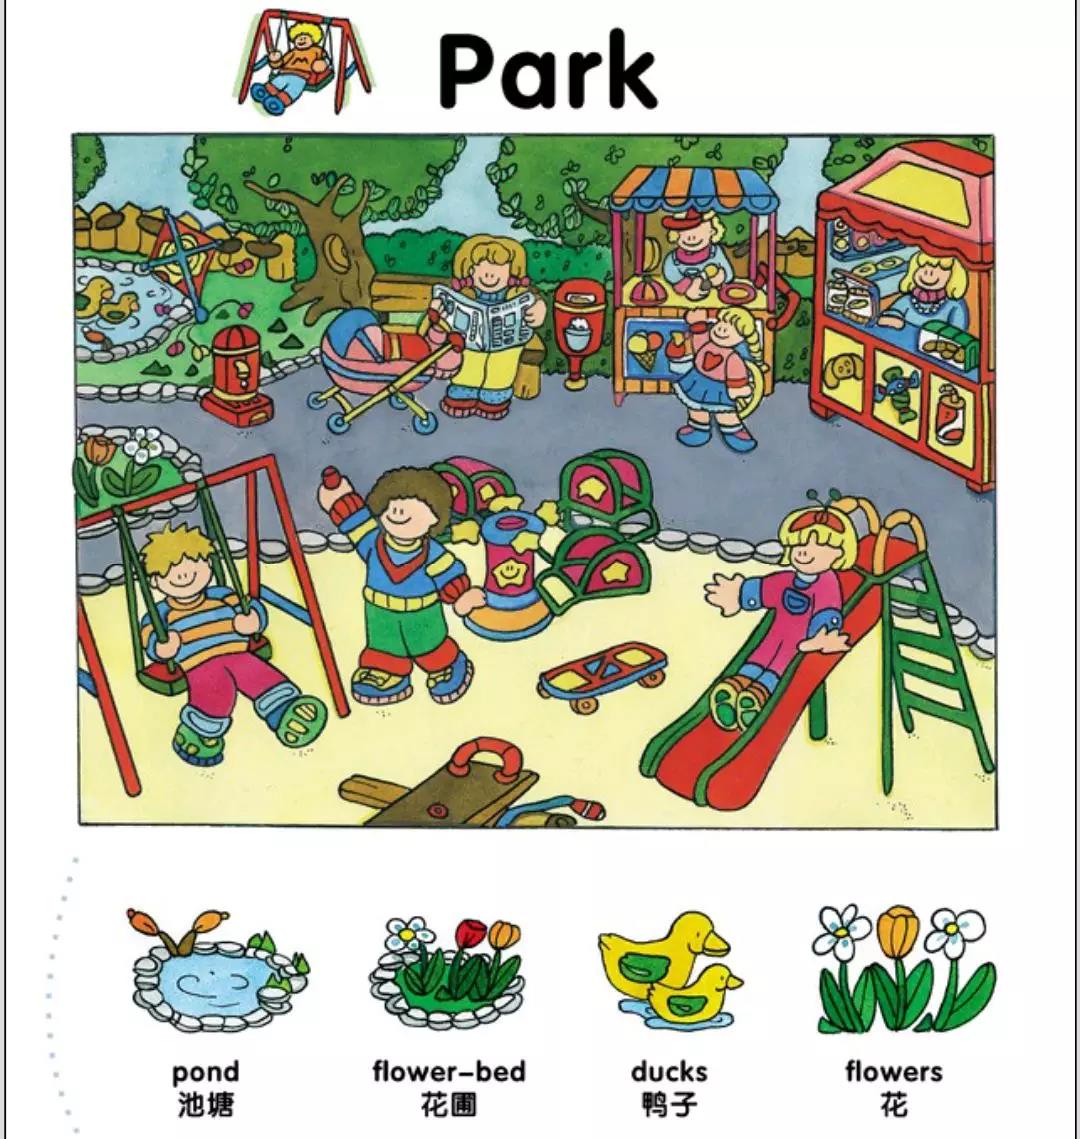 Park
pond
池塘
flower-bed
花圃
ducks
鸭子
flowers
花